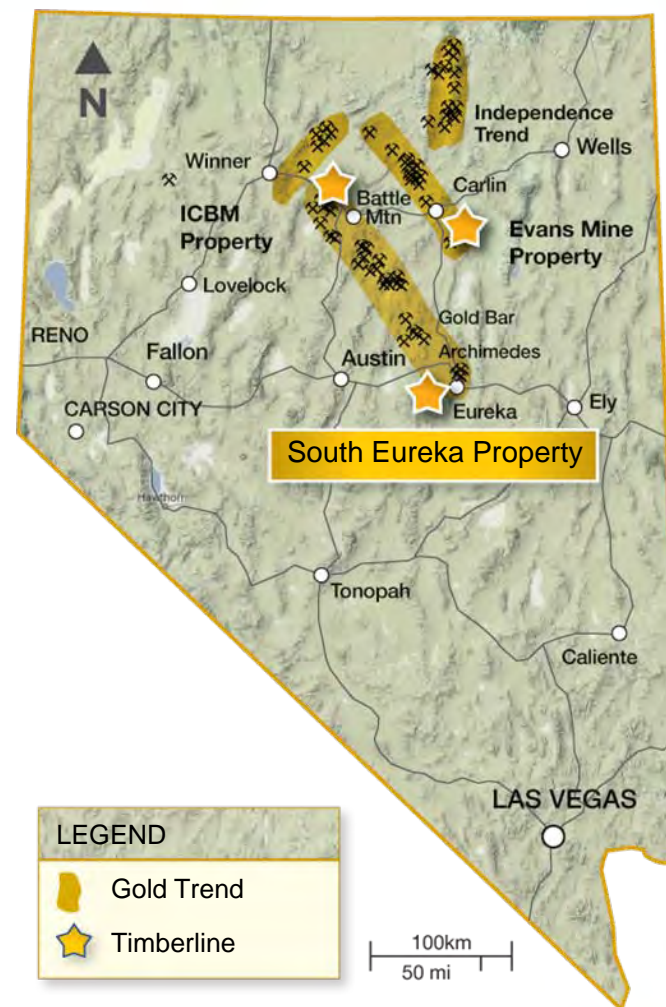 N
Independence
Trend
Wells
Winner
Battle
Mtn
Carlin
ICBM
Property
Evans Mine
Property
Lovelock
Gold Bar
RENO
Fallon
Austin
Archimedes
CARSON CITY
Eureka
Ely
South Eureka Property
Hawthorn
Tonopah
Caliente
LAS VEGAS
LEGEND
Gold Trend
Timberline
100km
50 mi